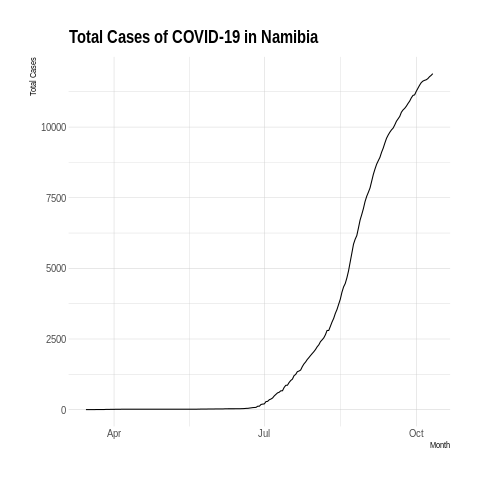 Total Cases of COVID-19 in Namibia
Total Cases
10000
7500
5000
2500
0
Apr
Jul
Oct
Month